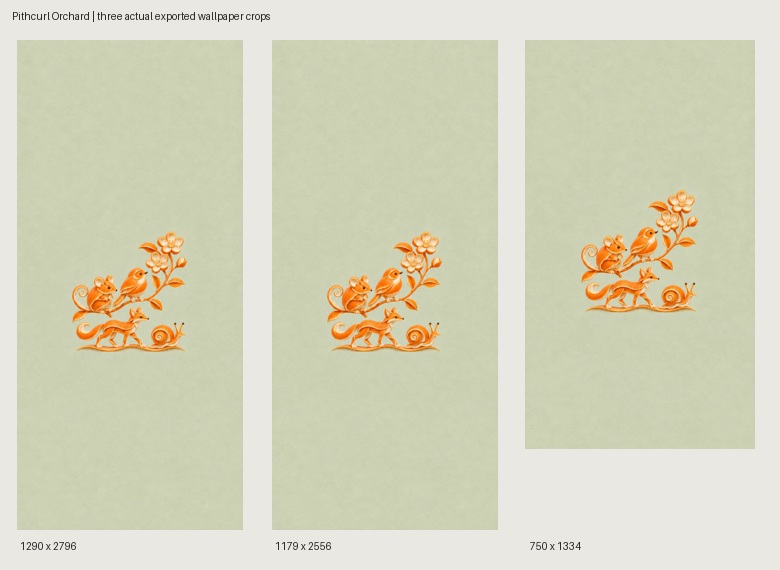 Pithcurl Orchard | three actual exported wallpaper crops
1290 x 2796
1179 x 2556
750 x 1334